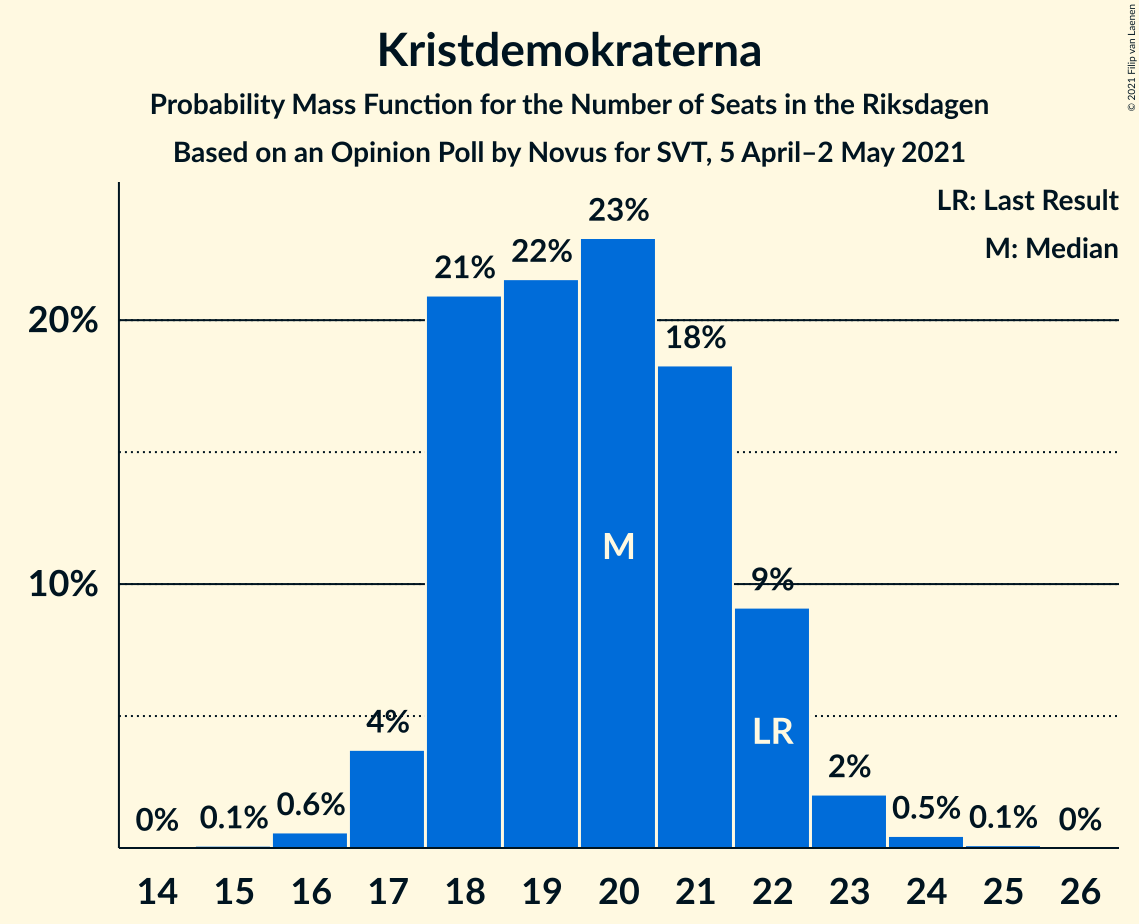 Kristdemokraterna
Probability Mass Function for the Number of Seats in the Riksdagen
Based on an Opinion Poll by Novus for SVT, 5 April–2 May 2021
© 2021 Filip van Laenen
LR: Last Result
M: Median
20%
10%
0%
0.1%
0.6%
4%
21%
22%
23%
18%
9%
2%
0.5%
0.1%
0%
M
LR
14 15 16 17 18 19 20 21 22 23 24 25 26